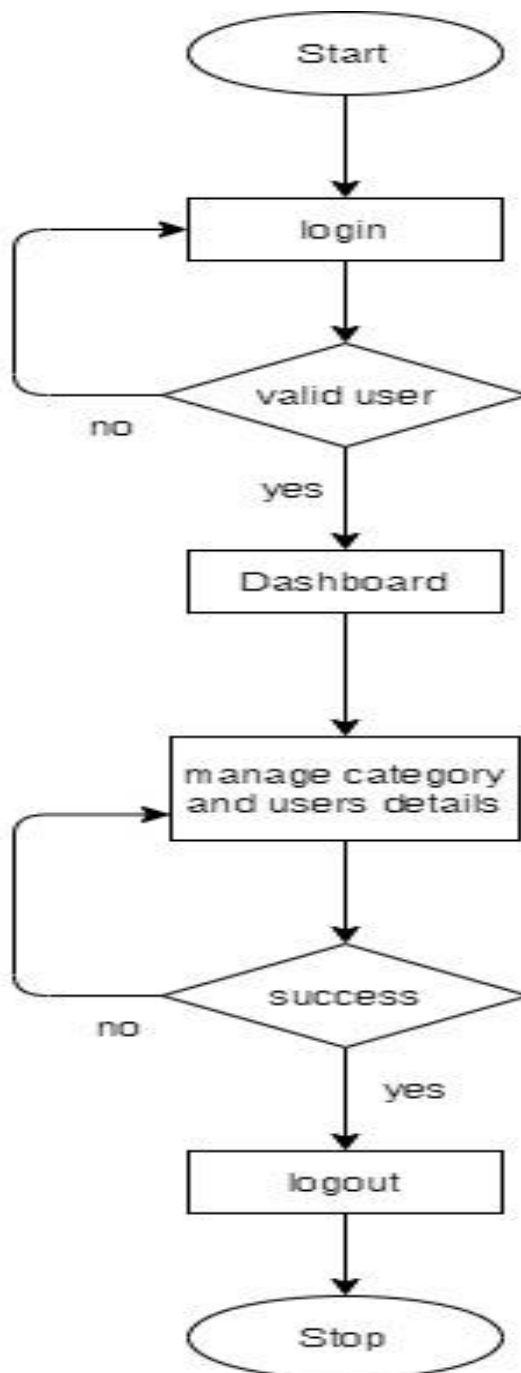 Start
login
valid user
no
yes
Dashboard
manage category
and users details
success
no
yes
logout
Stop